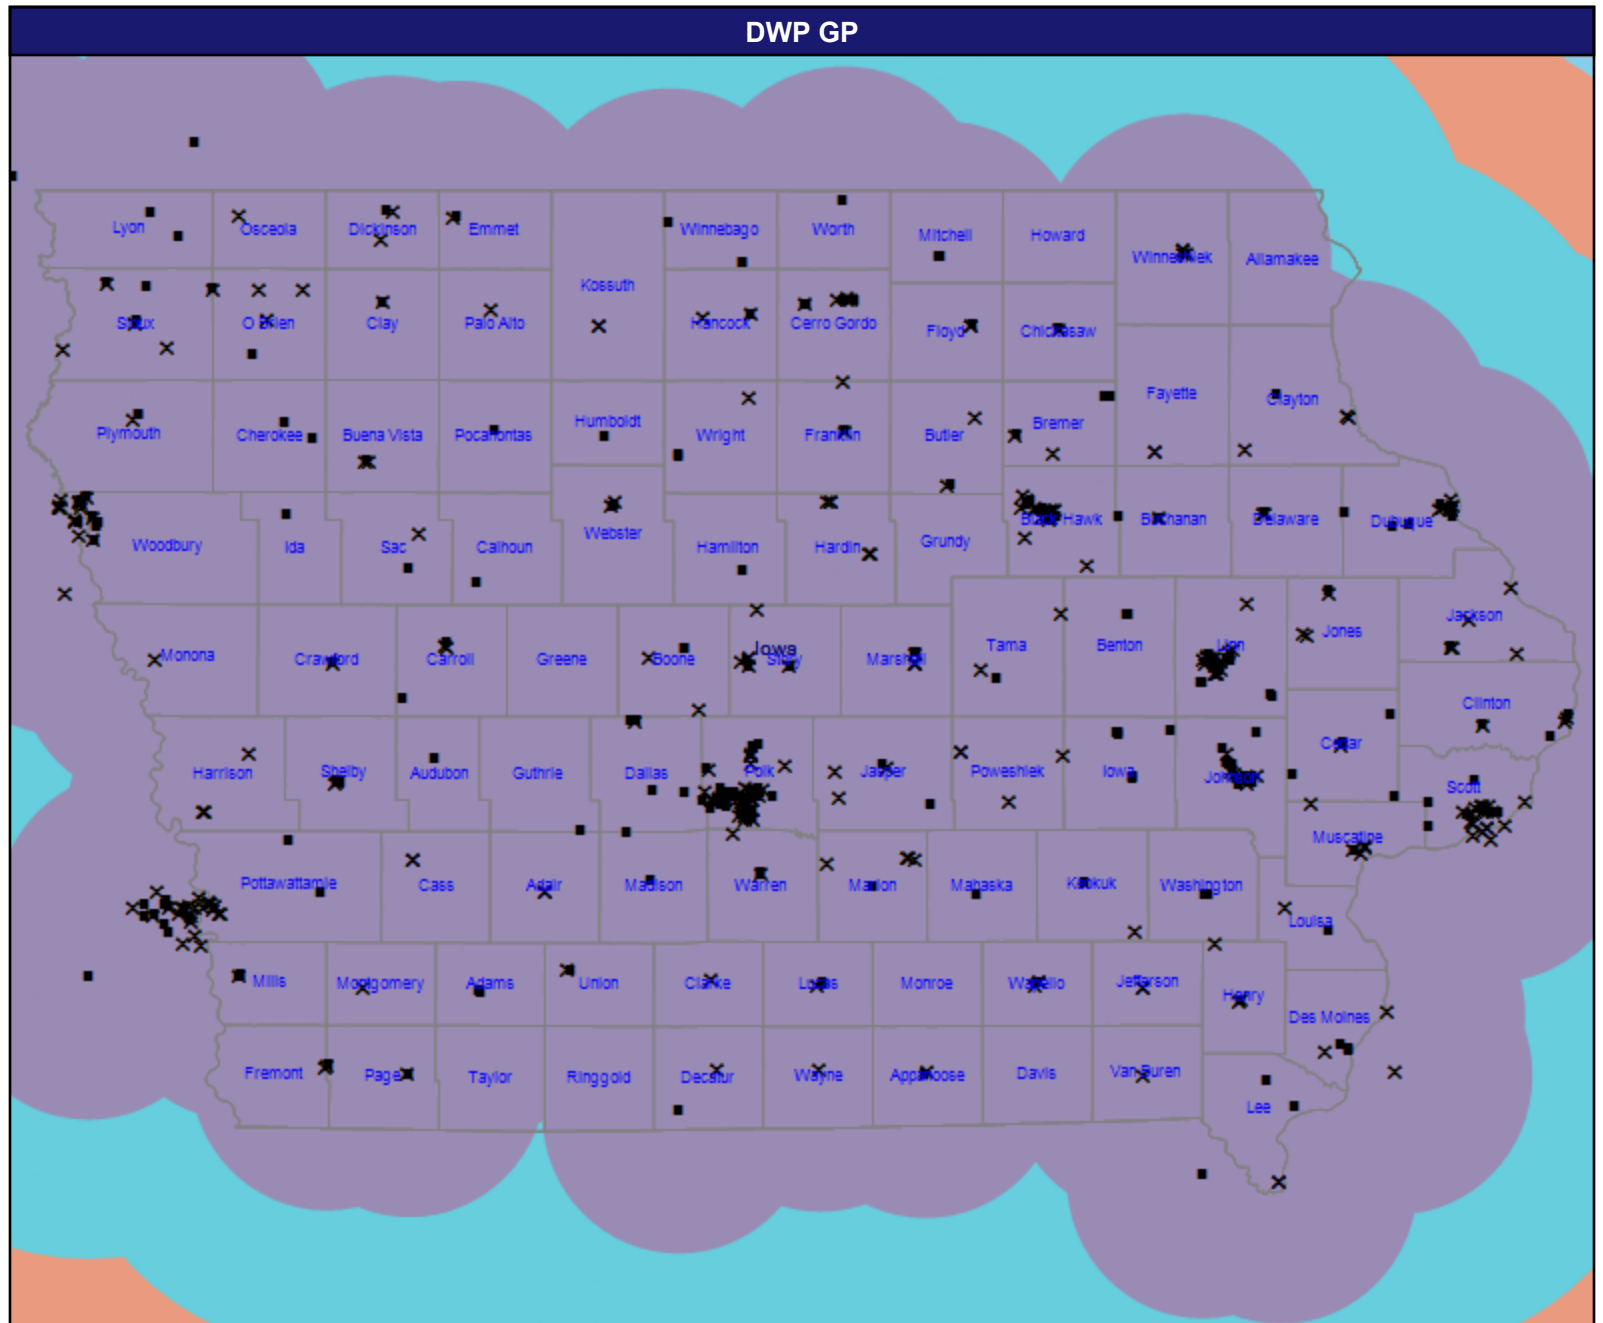 DWP GP
Lyon
Osceola
Dickinson
Emmet
Winnebago
Worth
Mitchell
Howard
Winneshiek
Allamakee
Kossuth
Sioux
O Brien
Clay
Palo Alto
Hancock
Cerro Gordo
Floyd
Chickasaw
Fayette
Clayton
Plymouth
Cherokee
Buena Vista
Pocahontas
Humboldt
Wright
Franklin
Butler
Bremer
Woodbury
Ida
Sac
Calhoun
Webster
Hamilton
Hardin
Grundy
Black Hawk
Buchanan
Delaware
Dubuque
Jackson
Jones
Linn
Benton
Tama
Marshall
Iowa
Story
Boone
Greene
Carroll
Crawford
Monona
Clinton
Cedar
Scott
Harrison
Shelby
Audubon
Guthrie
Dallas
Polk
Jasper
Poweshiek
Iowa
Johnson
Muscatine
Pottawattamie
Cass
Adair
Madison
Warren
Marion
Mahaska
Keokuk
Washington
Louisa
Mills
Montgomery
Adams
Union
Clarke
Lucas
Monroe
Wapello
Jefferson
Henry
Des Moines
Fremont
Page
Taylor
Ringgold
Decatur
Wayne
Appanoose
Davis
Van Buren
Lee